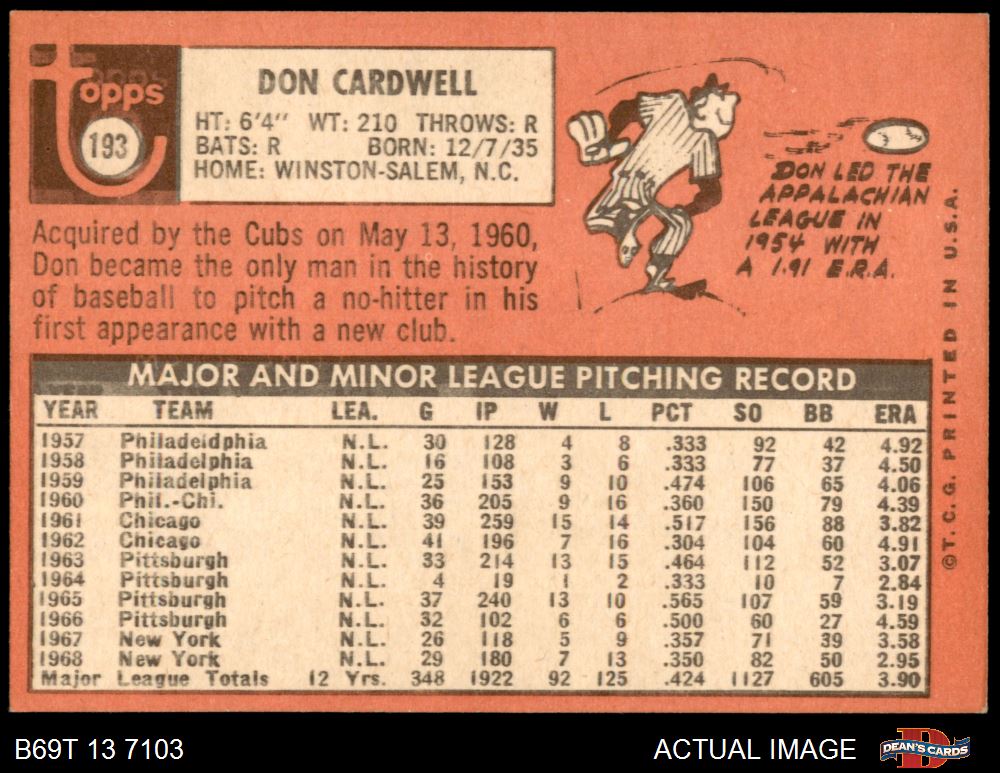 topps
193
DON CARDWELL
HT: 6'4" WT: 210 THROWS: R
BATS: R BORN: 12/7/35
HOME: WINSTON-SALEM, N.C.
DON LED THE
APPALACHIAN
LEAGUE IN
1954 WITH
A 1.91 E.R.A.
Acquired by the Cubs on May 13, 1960,
Don became the only man in the history
of baseball to pitch a no-hitter in his
first appearance with a new club.
MAJOR AND MINOR LEAGUE PITCHING RECORD
YEAR TEAM LEA. G IP W L PCT SO BB ERA
1957 Philadeidphia N.L. 30 128 4 8 .333 92 42 4.92
1958 Philadelphia N.L. 16 108 3 6 .333 77 37 4.50
1959 Philadelphia N.L. 25 153 9 10 .474 106 65 4.06
1960 Phil.-Chi. N.L. 36 205 9 16 .360 150 79 4.39
1961 Chicago N.L. 39 259 15 14 .517 156 88 3.82
1962 Chicago N.L. 41 196 7 16 .304 104 60 4.91
1963 Pittsburgh N.L. 33 214 13 15 .464 112 52 3.07
1964 Pittsburgh N.L. 4 19 1 2 .333 10 7 2.84
1965 Pittsburgh N.L. 37 240 13 10 .565 107 59 3.19
1966 Pittsburgh N.L. 32 102 6 6 .500 60 27 4.59
1967 New York N.L. 26 118 5 9 .357 71 39 3.58
1968 New York N.L. 29 180 7 13 .350 82 50 2.95
Major League Totals 12 Yrs. 348 1922 92 125 .424 1127 605 3.90
©T.C.G. PRINTED IN U.S.A.
B69T 13 7103 ACTUAL IMAGE DEAN'S CARDS